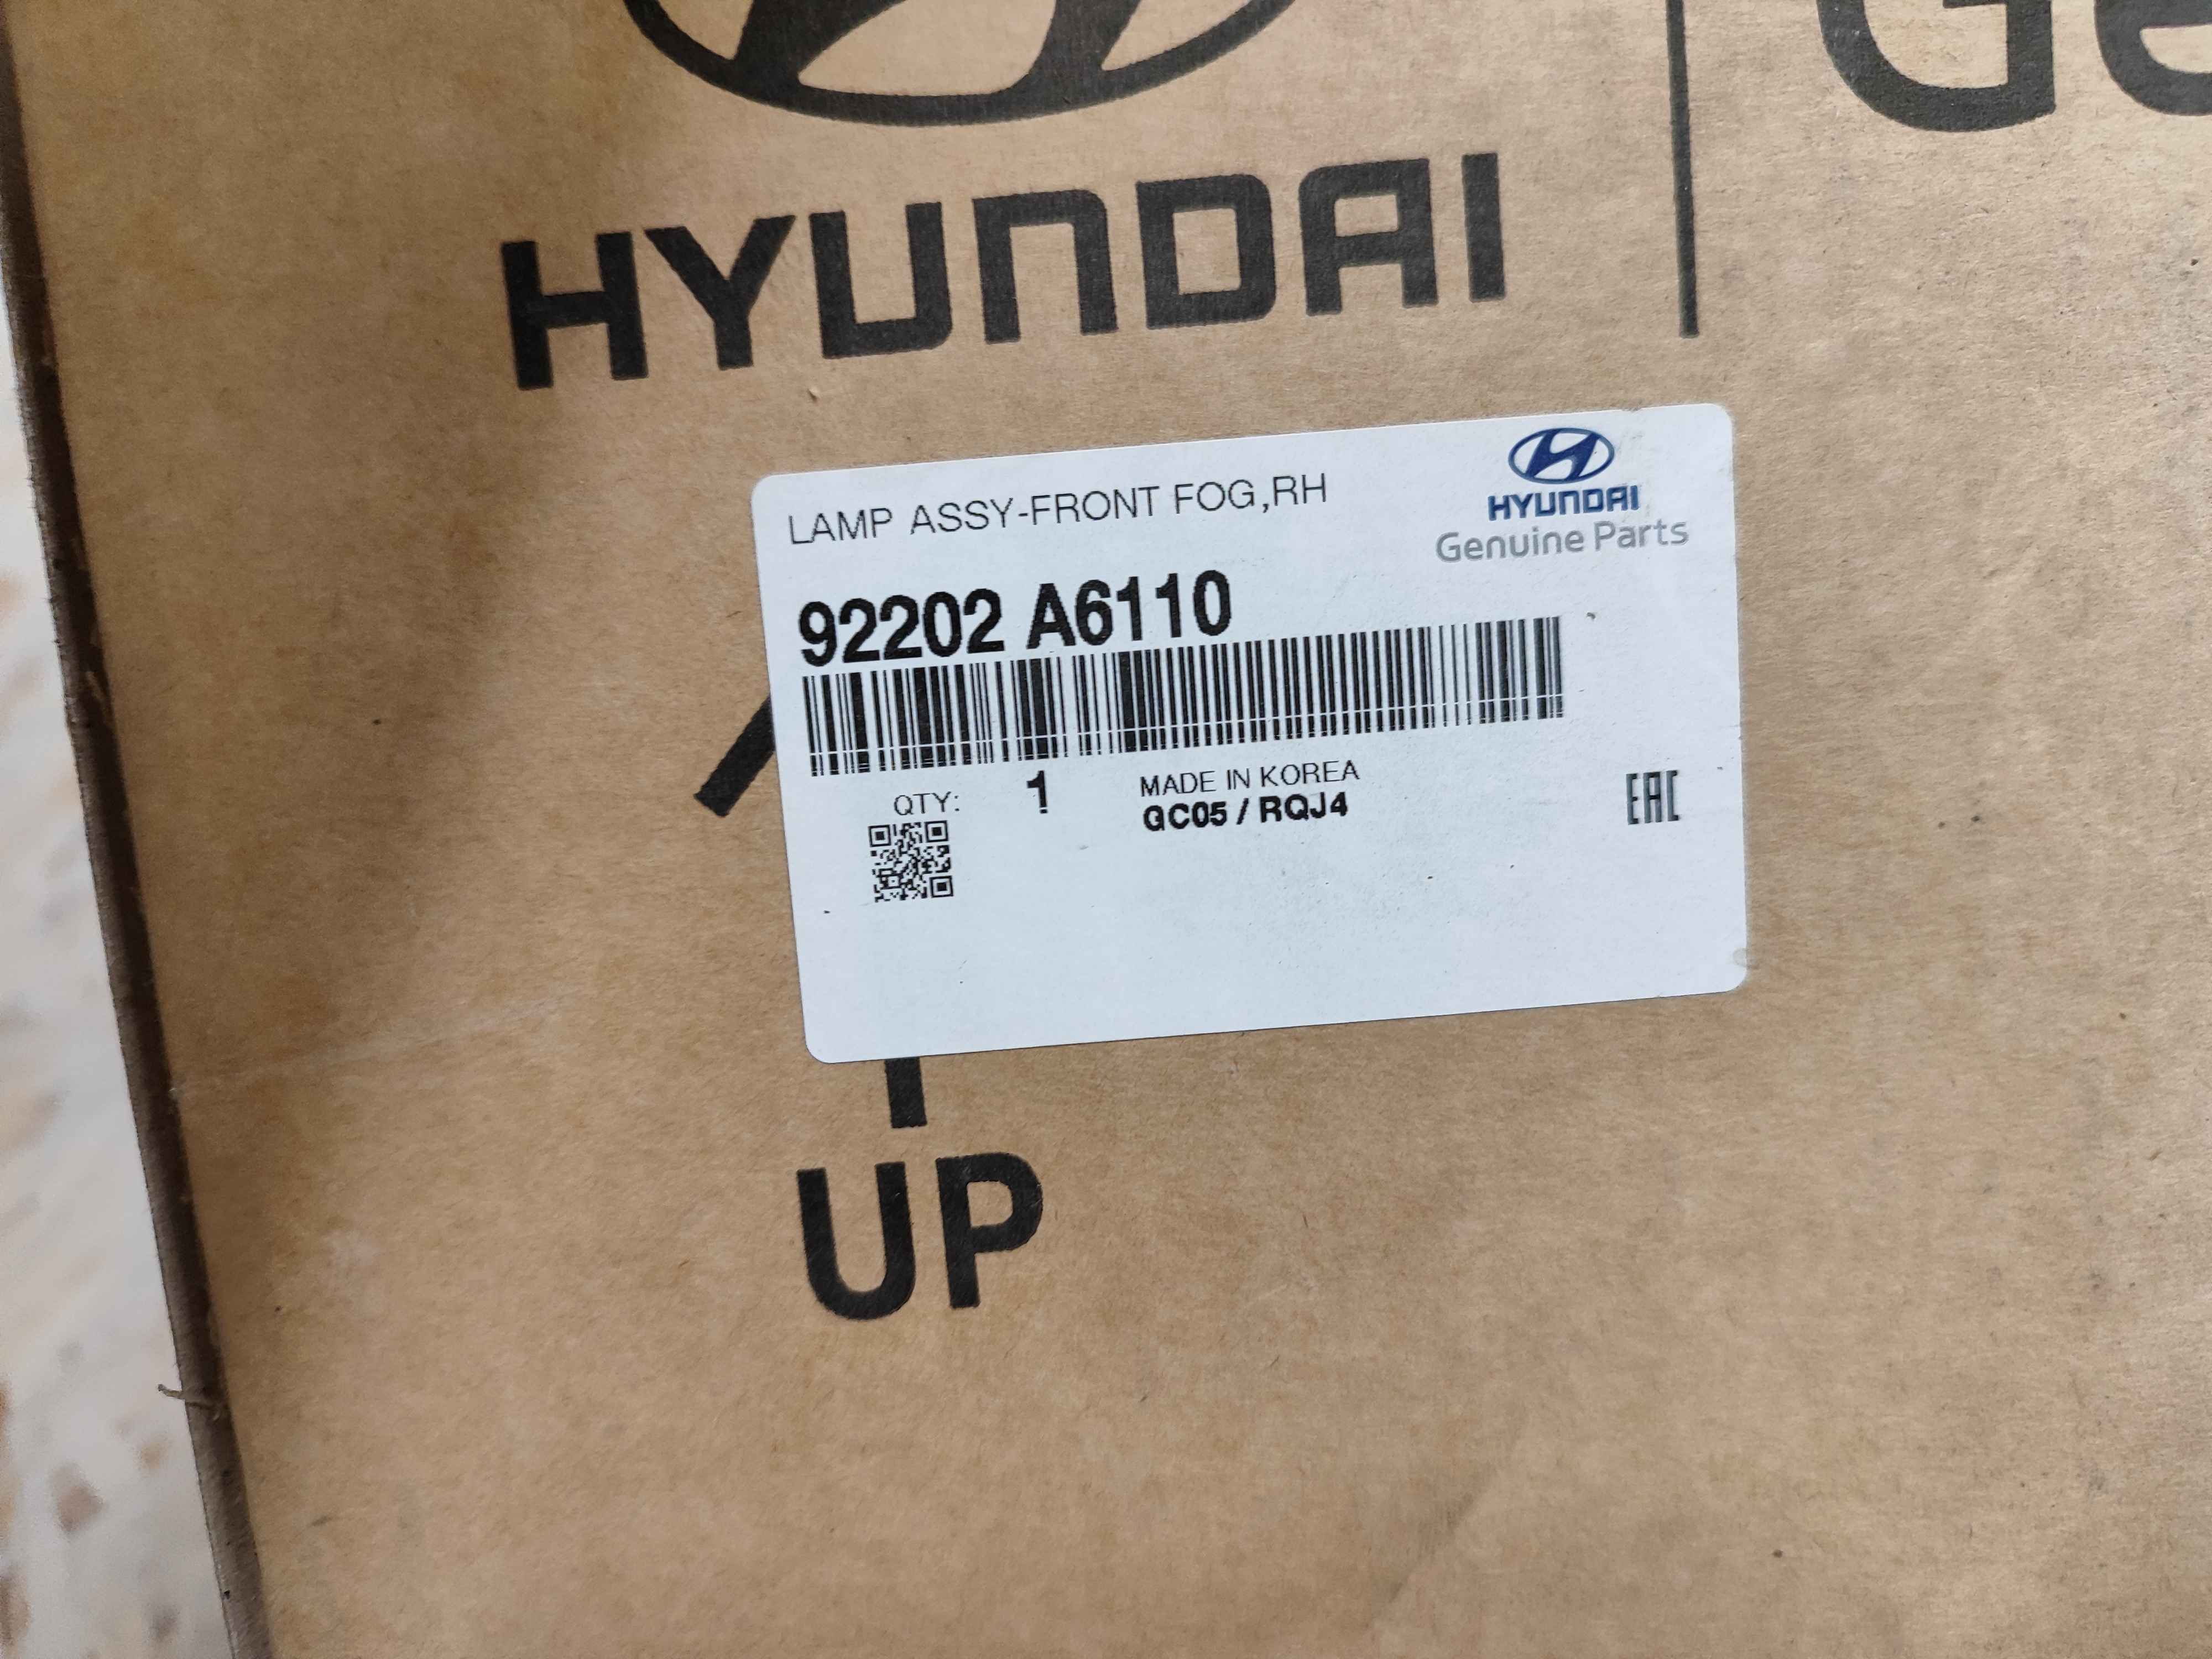 HYUNDAI
Ge
LAMP ASSY-FRONT FOG,RH
HYUNDAI
Genuine Parts
92202 A6110
QTY: 1
MADE IN KOREA
GC05 / RQJ4
EAC
UP